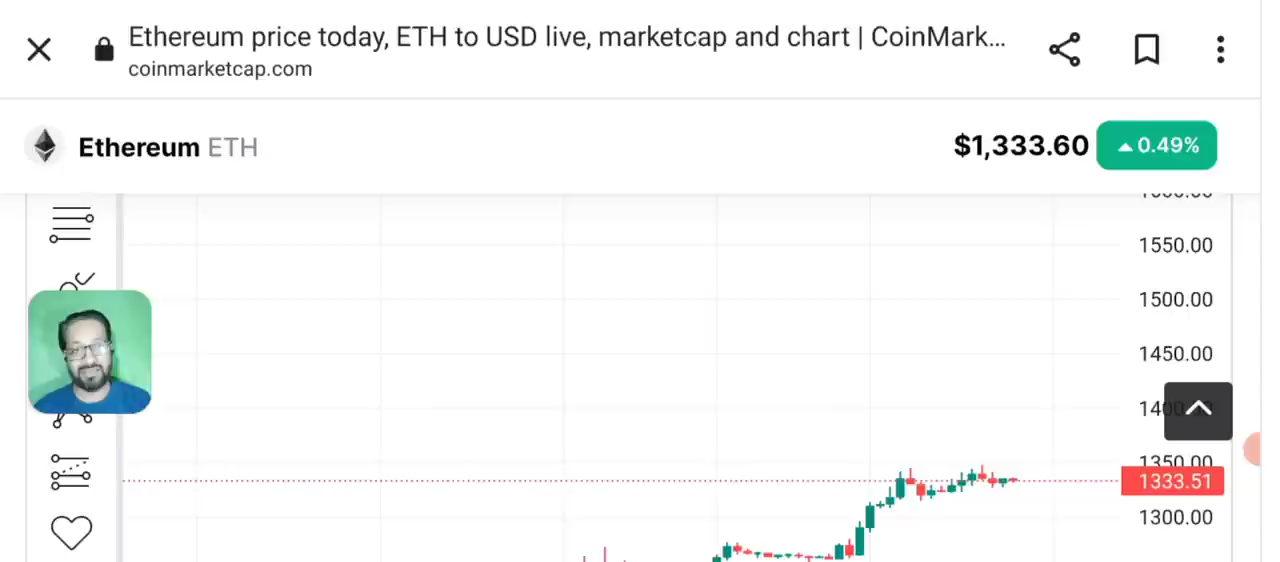 Ethereum price today, ETH to USD live, marketcap and chart | CoinMark...
coinmarketcap.com
Ethereum ETH
$1,333.60
0.49%
1550.00
1500.00
1450.00
1350.00
1333.51
1300.00